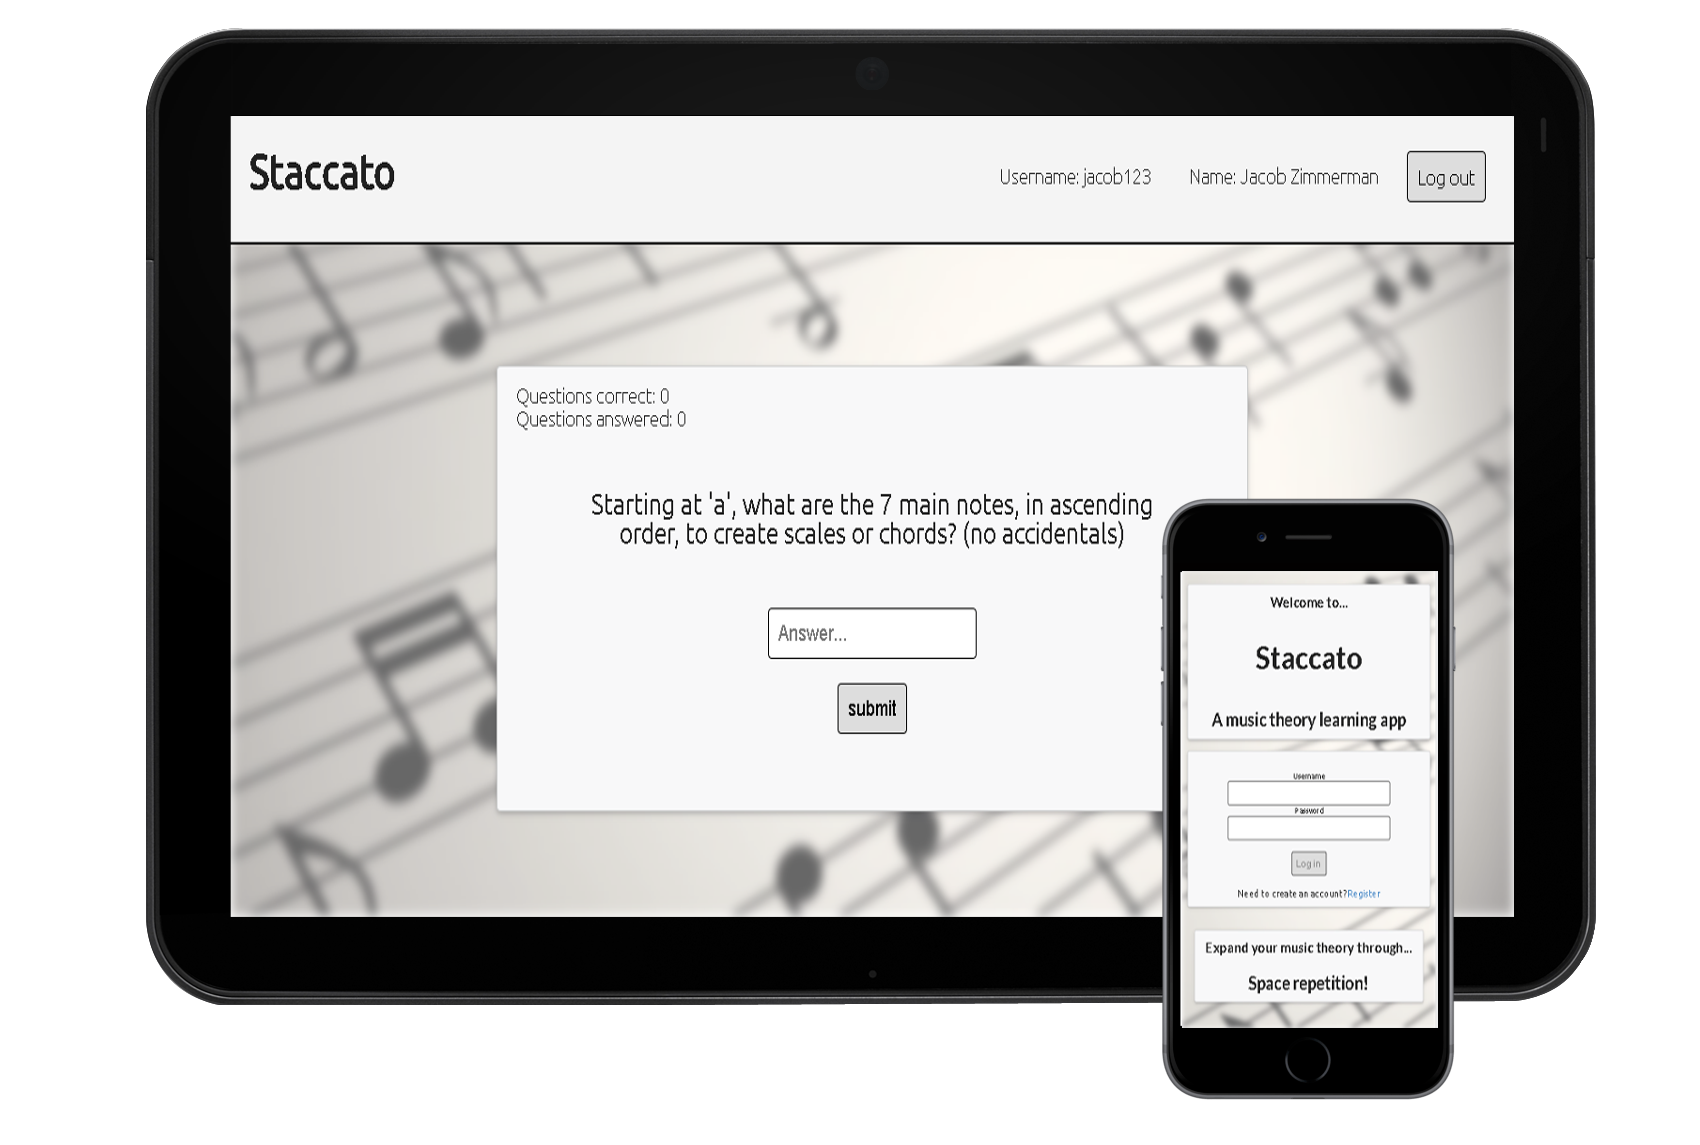 Staccato
Username: jacob123
Name: Jacob Zimmerman
Log out
Questions correct: 0
Questions answered: 0
Starting at 'a', what are the 7 main notes, in ascending
order, to create scales or chords? (no accidentals)
Answer...
submit
Welcome to...
Staccato
A music theory learning app
Username
Password
Log in
Need to create an account?Register
Expand your music theory through...
Space repetition!